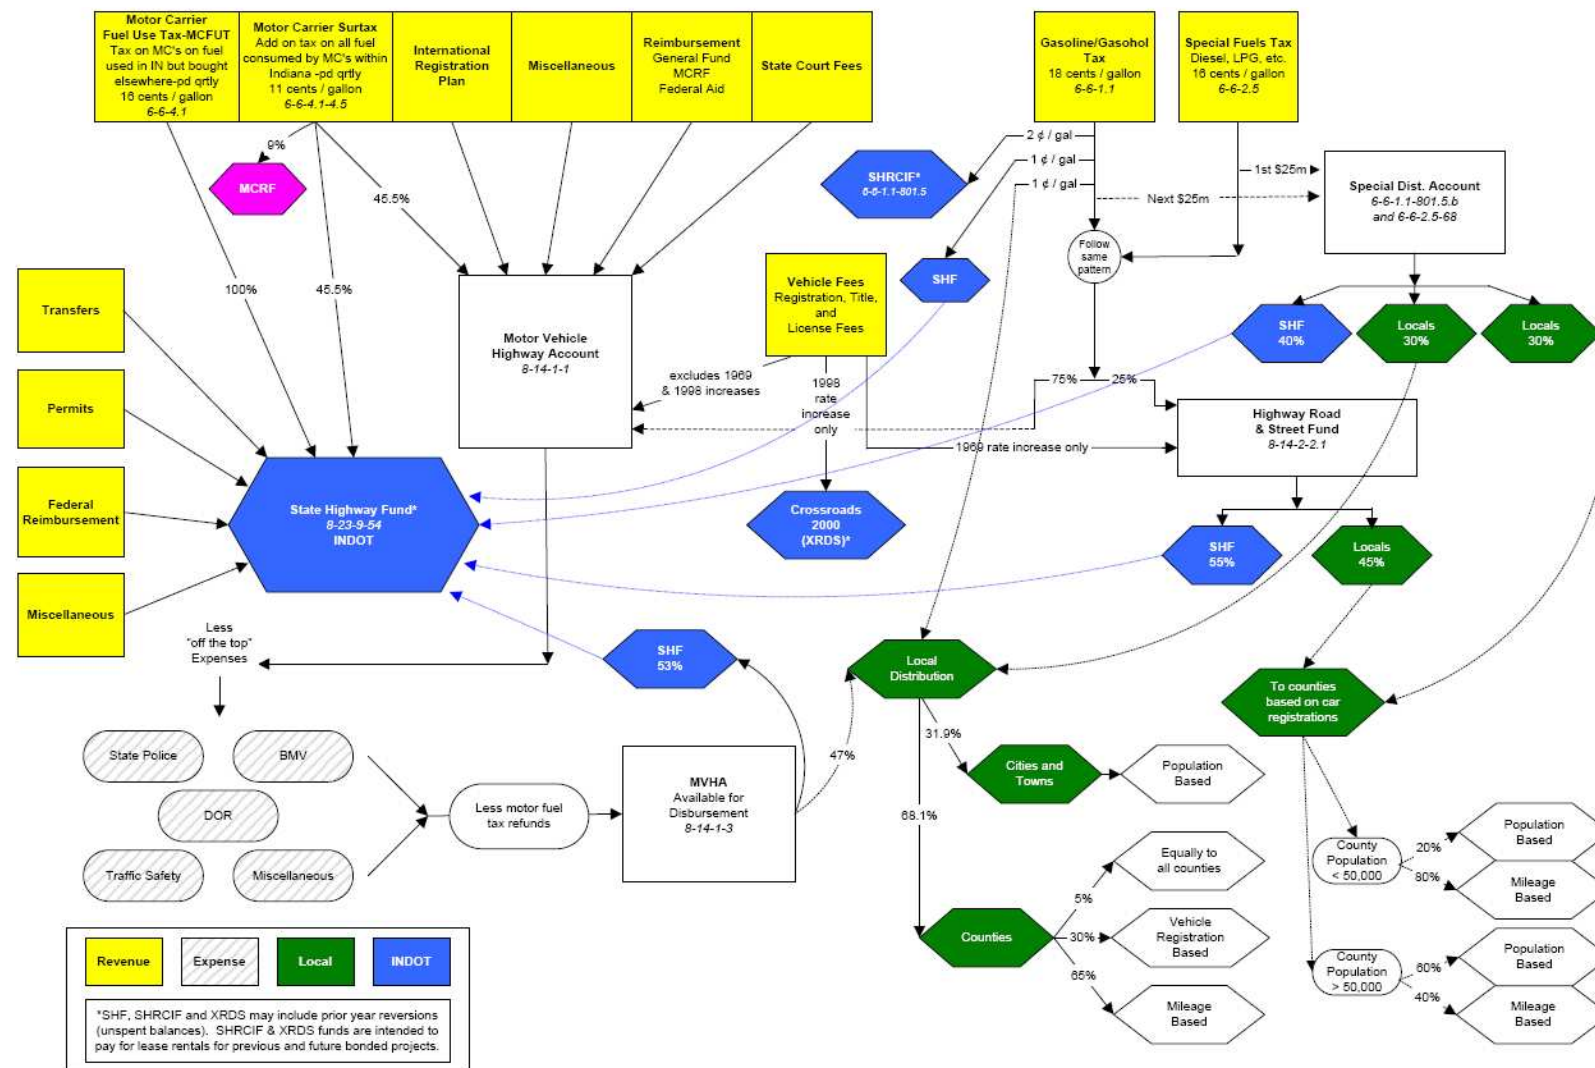 Motor Carrier
Fuel Use Tax-MCFUT
Tax on MC's on fuel
used in IN but bought
elsewhere-pd qrtly
16 cents / gallon
6-6-4.1
Motor Carrier Surtax
Add on tax on all fuel
consumed by MC's within
Indiana -pd qrtly
11 cents / gallon
6-6-4.1-4.5
International
Registration
Plan
Miscellaneous
Reimbursement
General Fund
MCRF
Federal Aid
State Court Fees
Gasoline/Gasohol
Tax
18 cents / gallon
6-6-1.1
Special Fuels Tax
Diesel, LPG, etc.
16 cents / gallon
6-6-2.5
9%
MCRF
45.5%
100%
45.5%
2 ¢ / gal
1 ¢ / gal
1 ¢ / gal
SHRCIF*
6-6-1.1-801.5
1st $25m
Next $25m
Special Dist. Account
6-6-1.1-801.5.b
and 6-6-2.5-68
Follow
same
pattern
SHF
Transfers
Permits
Federal
Reimbursement
Miscellaneous
Motor Vehicle
Highway Account
8-14-1-1
Vehicle Fees
Registration, Title,
and
License Fees
excludes 1969
& 1998 increases
1998
rate
increase
only
SHF
40%
Locals
30%
Locals
30%
75%
25%
Highway Road
& Street Fund
8-14-2-2.1
1969 rate increase only
State Highway Fund*
8-23-9-54
INDOT
Crossroads
2000
(XRDS)*
SHF
55%
Locals
45%
Less
"off the top"
Expenses
SHF
53%
Local
Distribution
To counties
based on car
registrations
State Police
BMV
DOR
Traffic Safety
Miscellaneous
Less motor fuel
tax refunds
MVHA
Available for
Disbursement
8-14-1-3
47%
31.9%
68.1%
Cities and
Towns
Population
Based
Counties
5%
30%
65%
Equally to
all counties
Vehicle
Registration
Based
Mileage
Based
County
Population
< 50,000
20%
80%
Population
Based
Mileage
Based
County
Population
> 50,000
60%
40%
Population
Based
Mileage
Based
Revenue
Expense
Local
INDOT
*SHF, SHRCIF and XRDS may include prior year reversions
(unspent balances). SHRCIF & XRDS funds are intended to
pay for lease rentals for previous and future bonded projects.